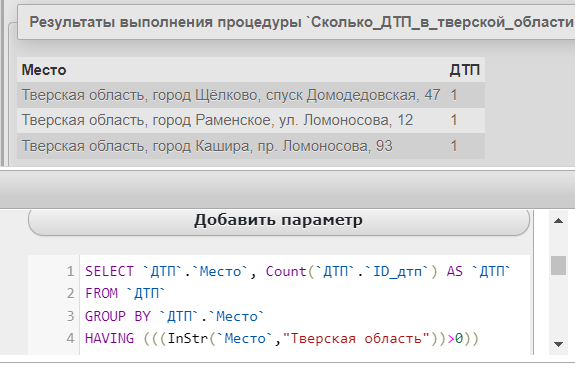 Результаты выполнения процедуры `Сколько_ДТП_в_тверской_области
Место ДТП
Тверская область, город Щёлково, спуск Домодедовская, 47 1
Тверская область, город Раменское, ул. Ломоносова, 12 1
Тверская область, город Кашира, пр. Ломоносова, 93 1
Добавить параметр
1 SELECT `ДТП`.`Место`, Count(`ДТП`.`ID_дтп`) AS `ДТП`
2 FROM `ДТП`
3 GROUP BY `ДТП`.`Место`
4 HAVING (((InStr(`Место`,"Тверская область"))>0))